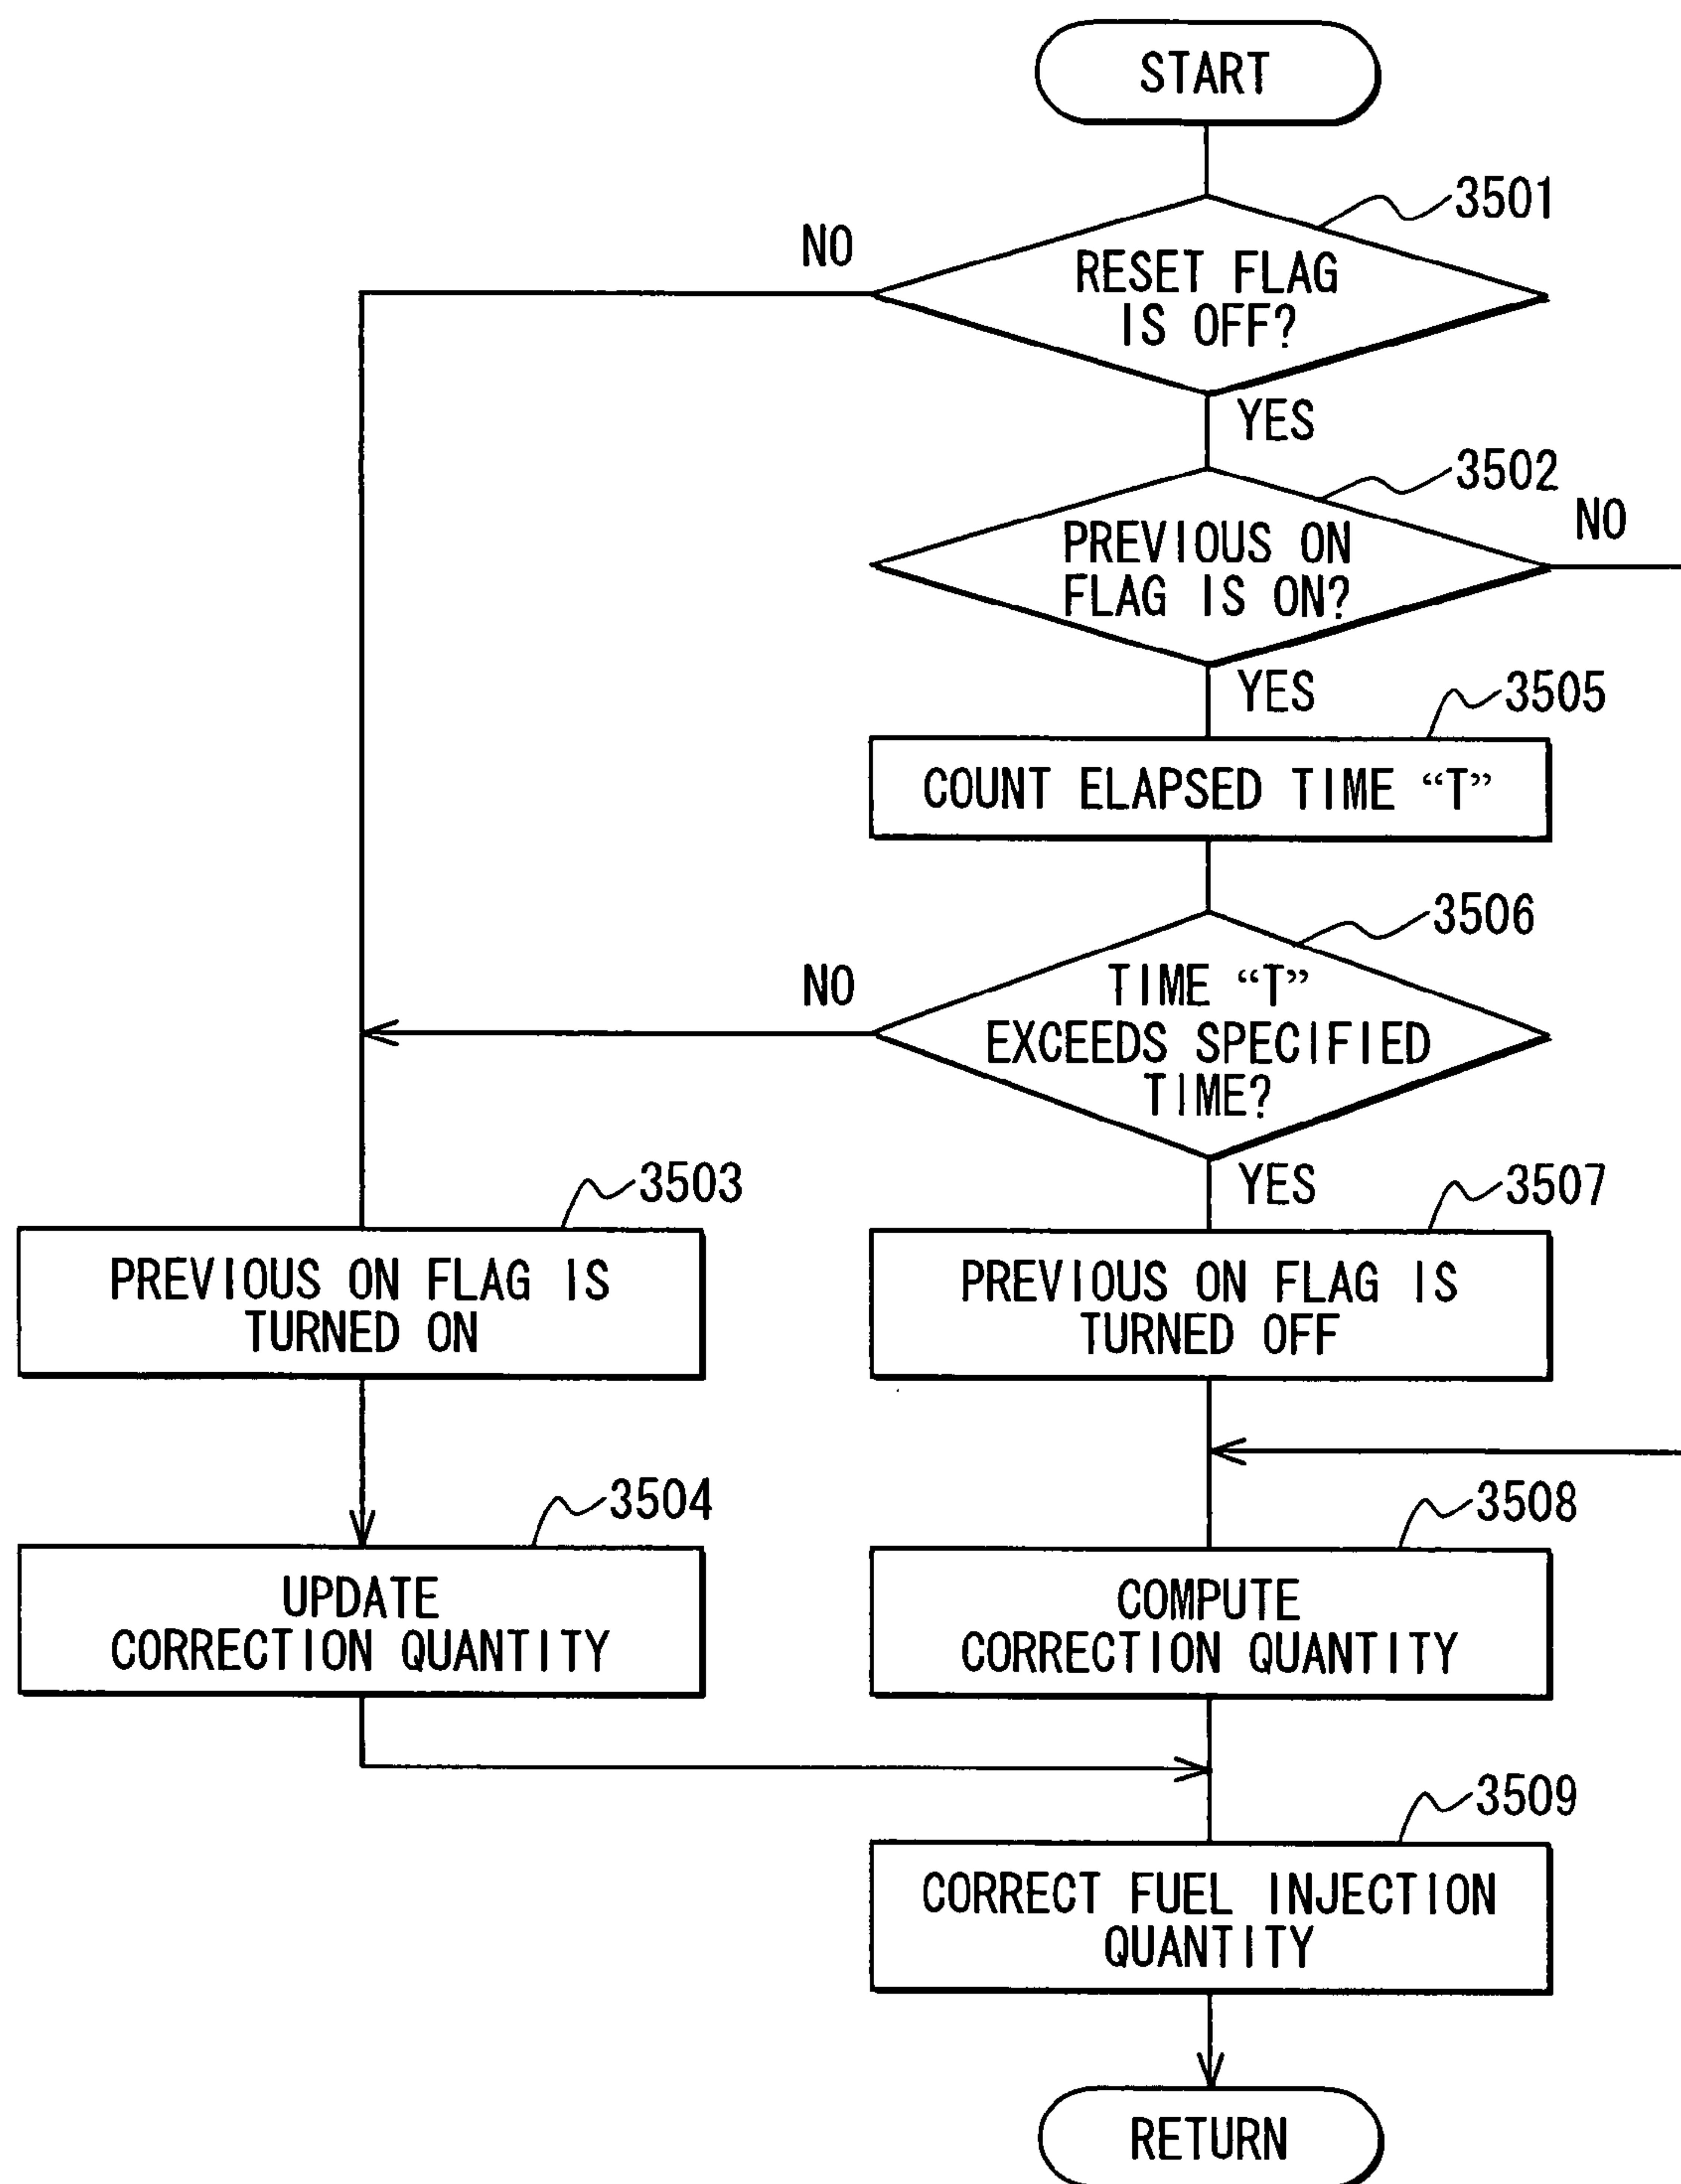 START
3501
NO
RESET FLAG
IS OFF?
YES
3502
NO
PREVIOUS ON
FLAG IS ON?
YES
3505
COUNT ELAPSED TIME “T”
3506
NO
TIME “T”
EXCEEDS SPECIFIED
TIME?
YES
3503
3507
PREVIOUS ON FLAG IS
TURNED ON
PREVIOUS ON FLAG IS
TURNED OFF
3504
3508
UPDATE
CORRECTION QUANTITY
COMPUTE
CORRECTION QUANTITY
3509
CORRECT FUEL INJECTION
QUANTITY
RETURN